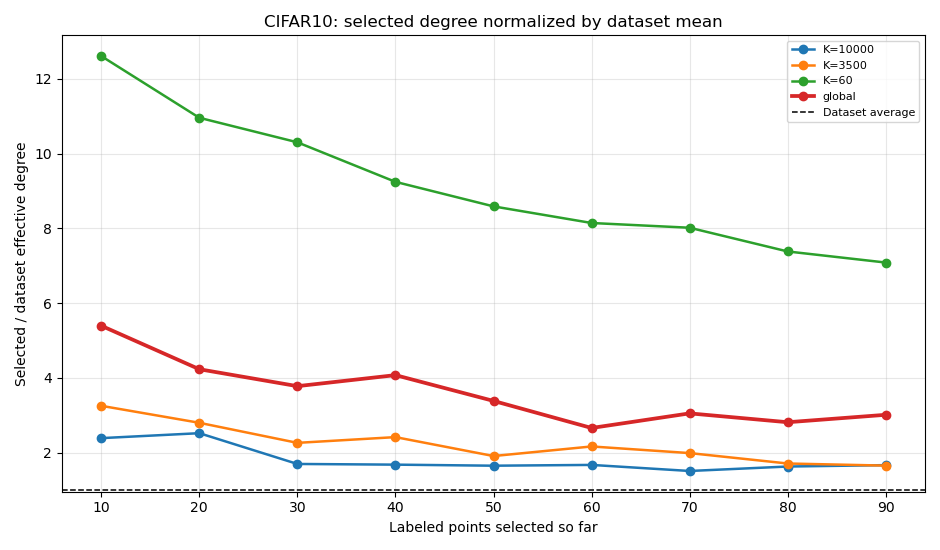 CIFAR10: selected degree normalized by dataset mean
Selected / dataset effective degree
12
10
8
6
4
2
K=10000
K=3500
K=60
global
Dataset average
10 20 30 40 50 60 70 80 90
Labeled points selected so far